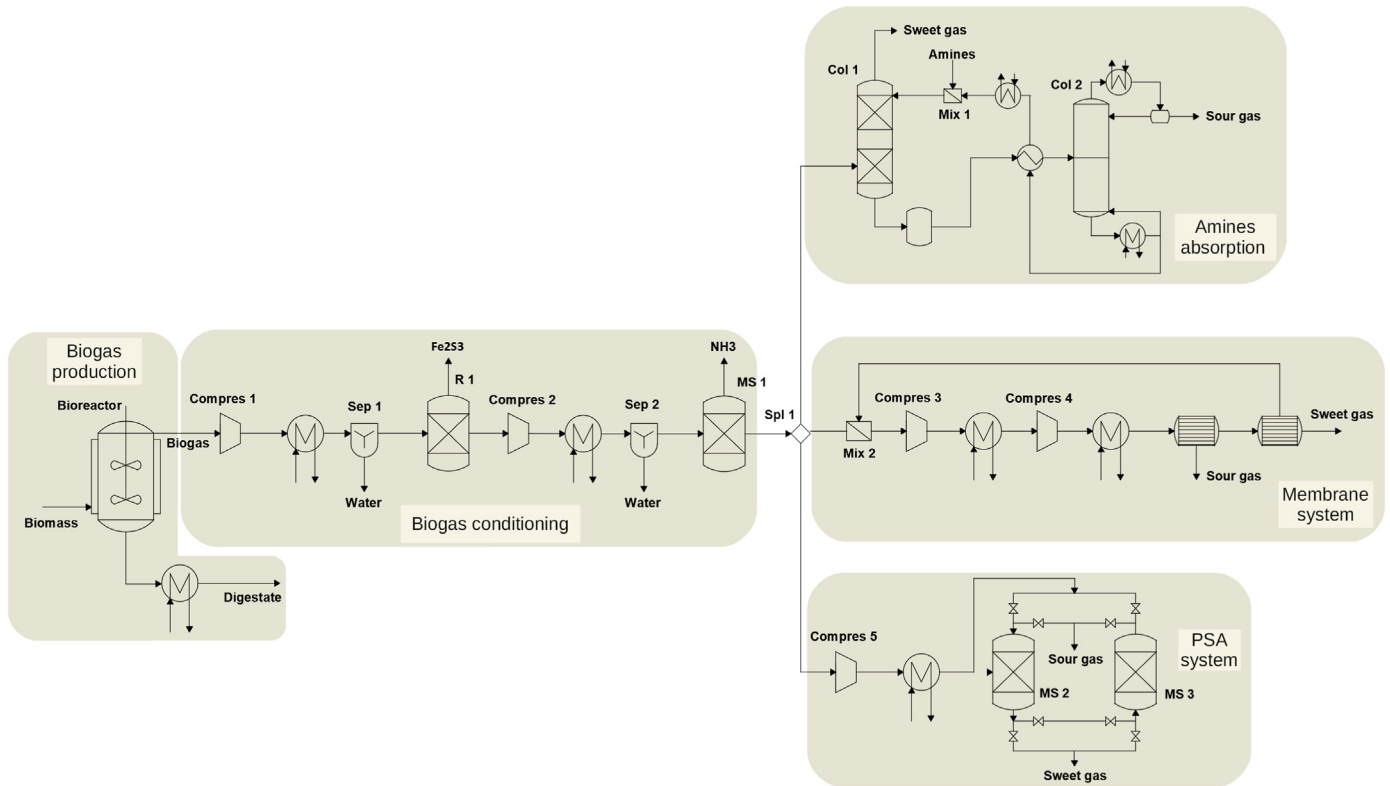 Biogas
production
Bioreactor
Biogas
Biomass
Digestate
Compres 1
Sep 1
Water
Fe2S3
R 1
Compres 2
Sep 2
Water
NH3
MS 1
Biogas conditioning
Spl 1
Sweet gas
Amines
Col 1
Mix 1
Col 2
Sour gas
Amines
absorption
Mix 2
Compres 3
Compres 4
Sour gas
Sweet gas
Membrane
system
Compres 5
Sour gas
MS 2
MS 3
Sweet gas
PSA
system